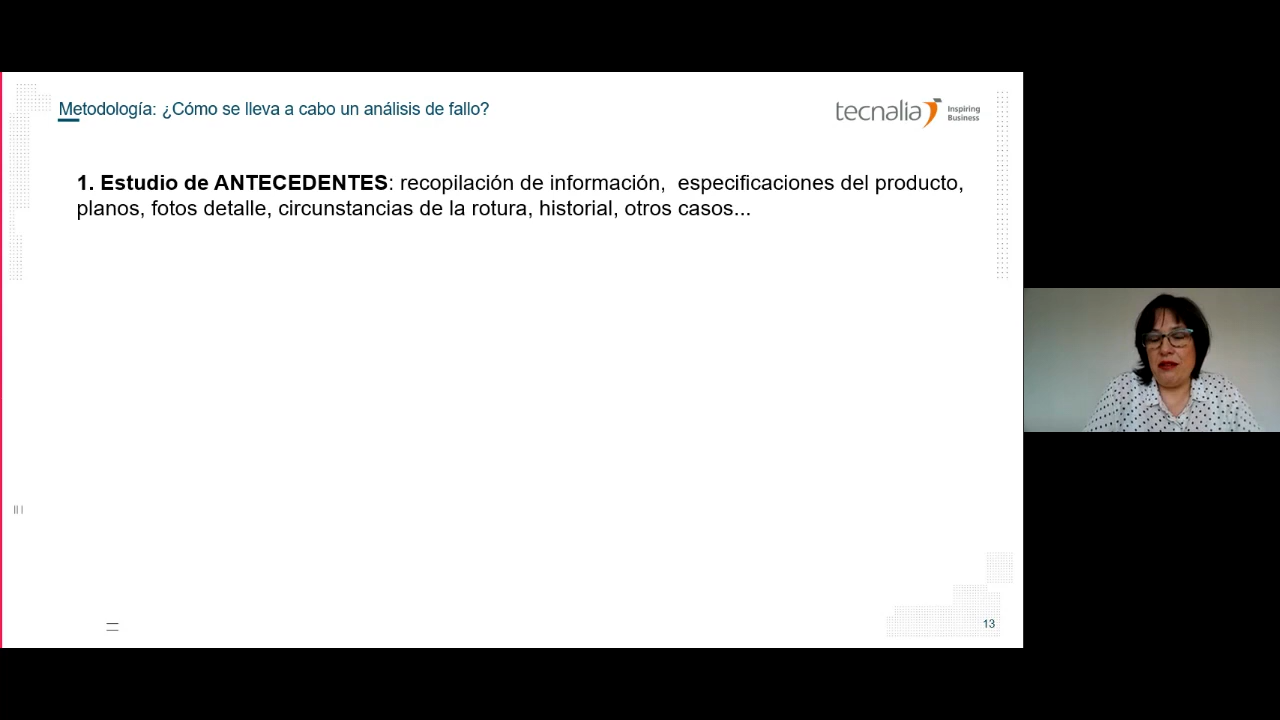 Metodología: ¿Cómo se lleva a cabo un análisis de fallo?
tecnalia Inspiring
Business
1. Estudio de ANTECEDENTES: recopilación de información,  especificaciones del producto,
planos, fotos detalle, circunstancias de la rotura, historial, otros casos...
13